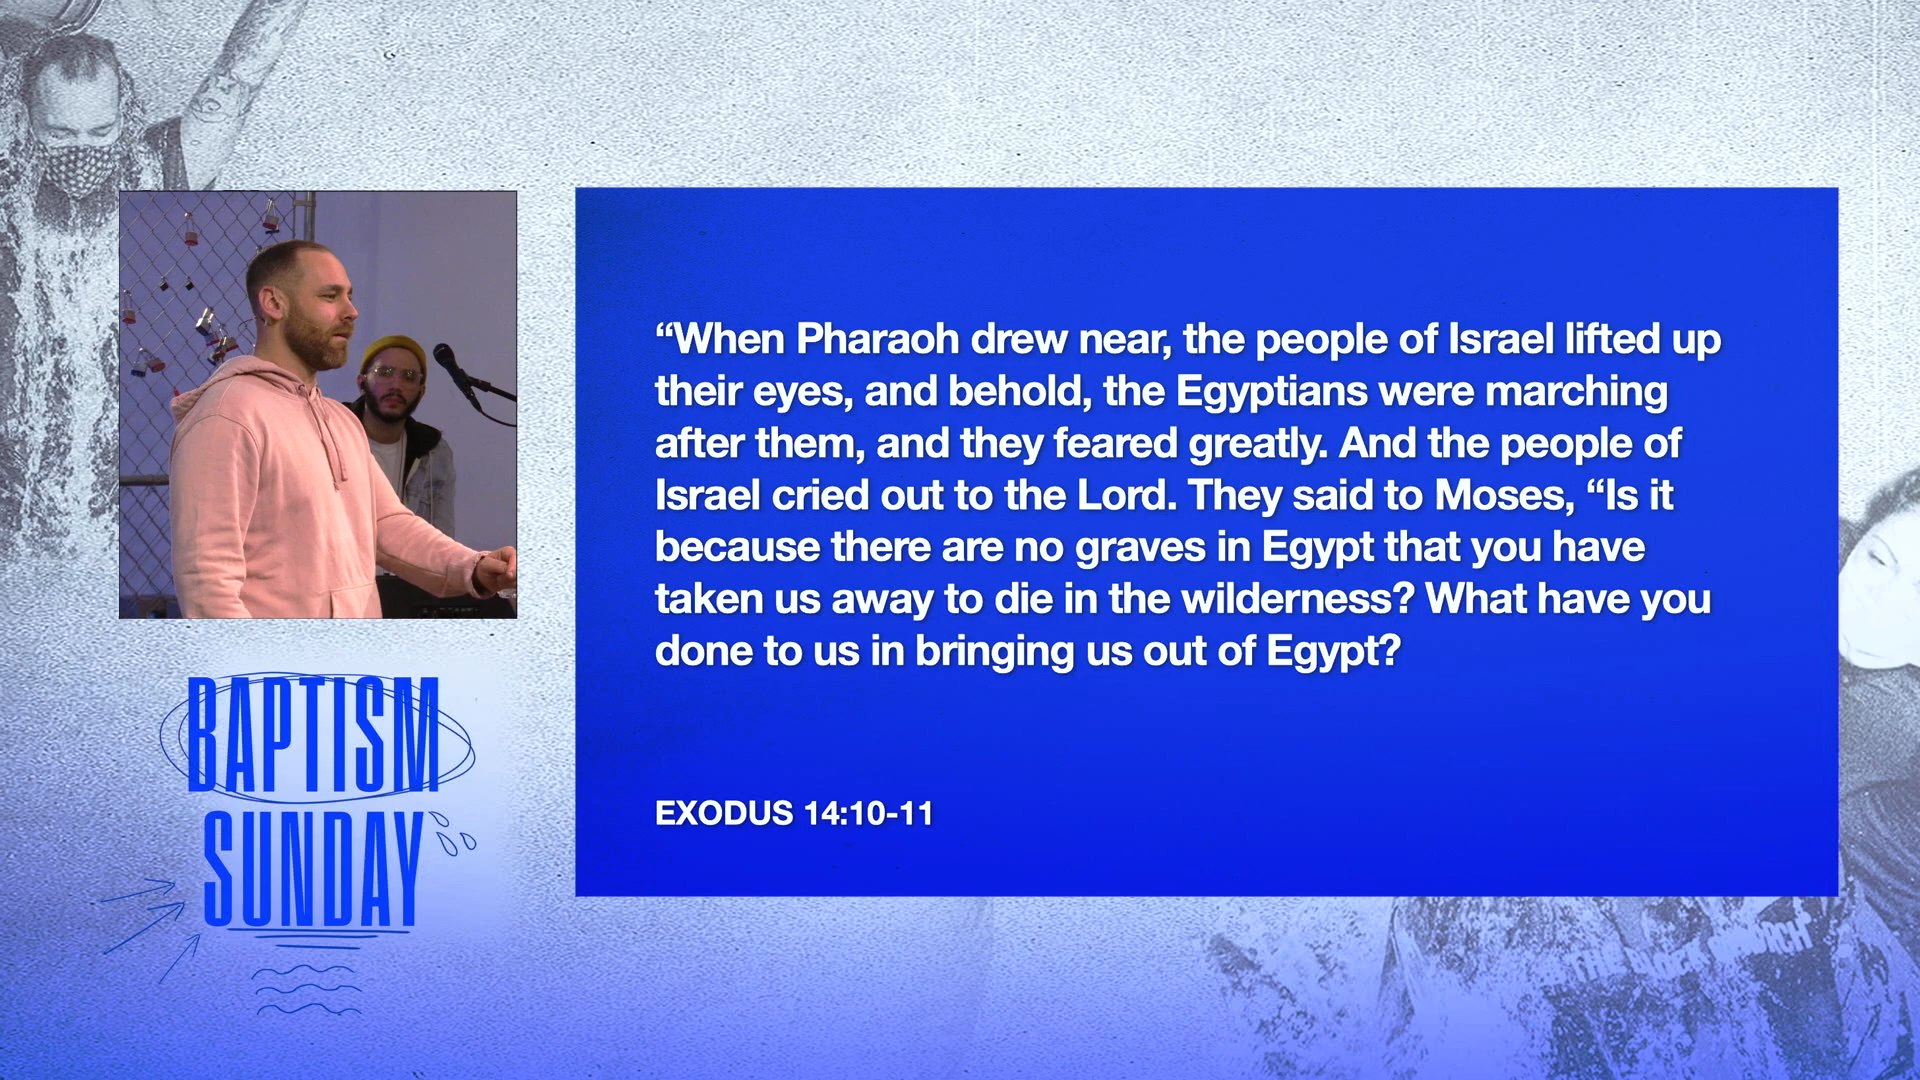 “When Pharaoh drew near, the people of Israel lifted up
their eyes, and behold, the Egyptians were marching
after them, and they feared greatly. And the people of
Israel cried out to the Lord. They said to Moses, “Is it
because there are no graves in Egypt that you have
taken us away to die in the wilderness? What have you
done to us in bringing us out of Egypt?
EXODUS 14:10-11
BAPTISM
SUNDAY
THE BLOCK CHURCH